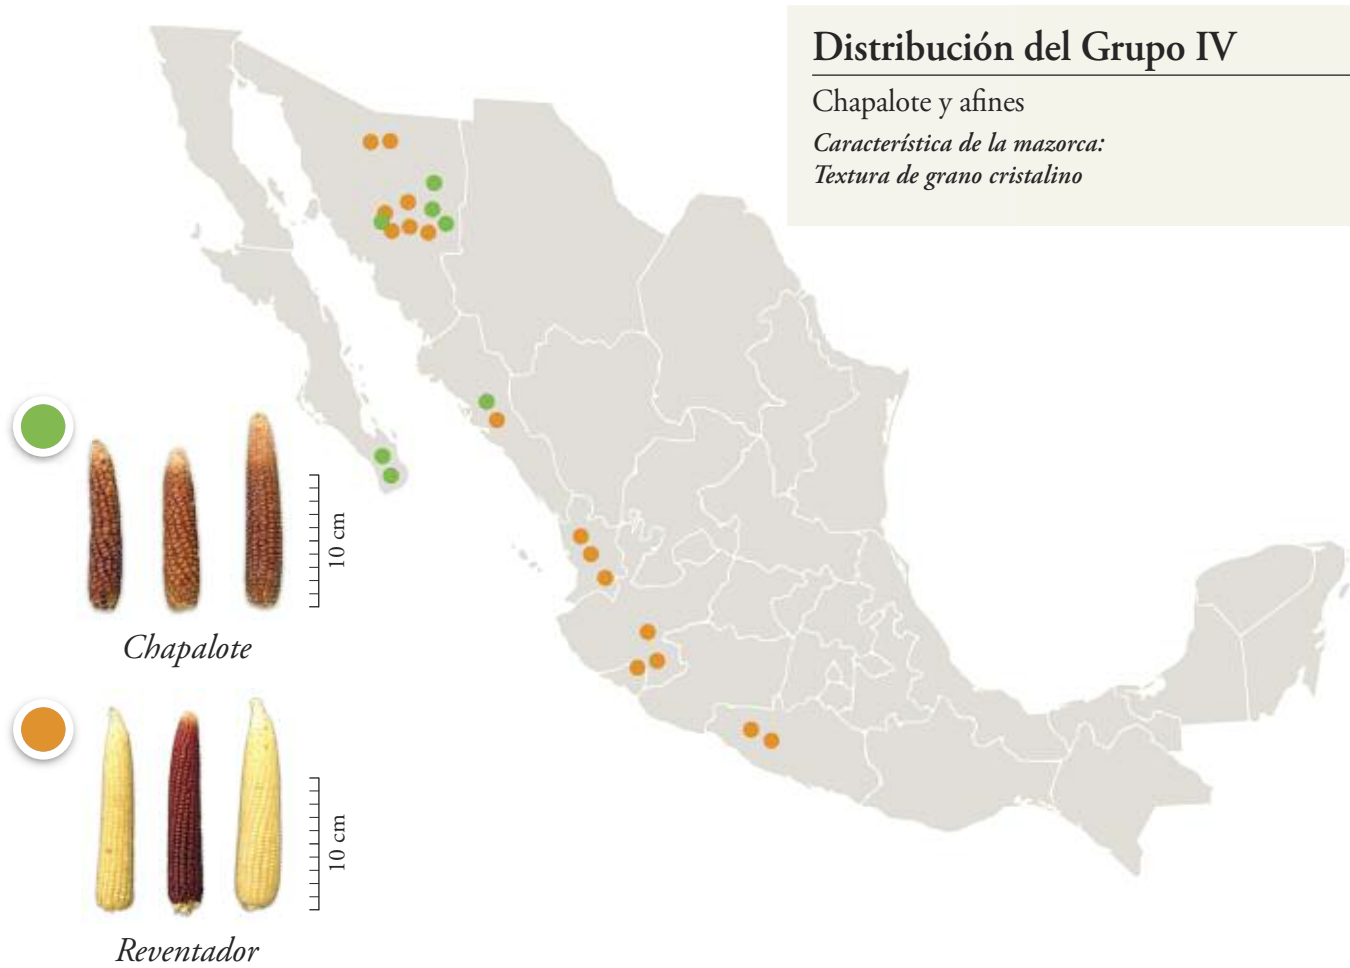 Distribución del Grupo IV
Chapalote y afines
Característica de la mazorca:
Textura de grano cristalino
10 cm
Chapalote
10 cm
Reventador